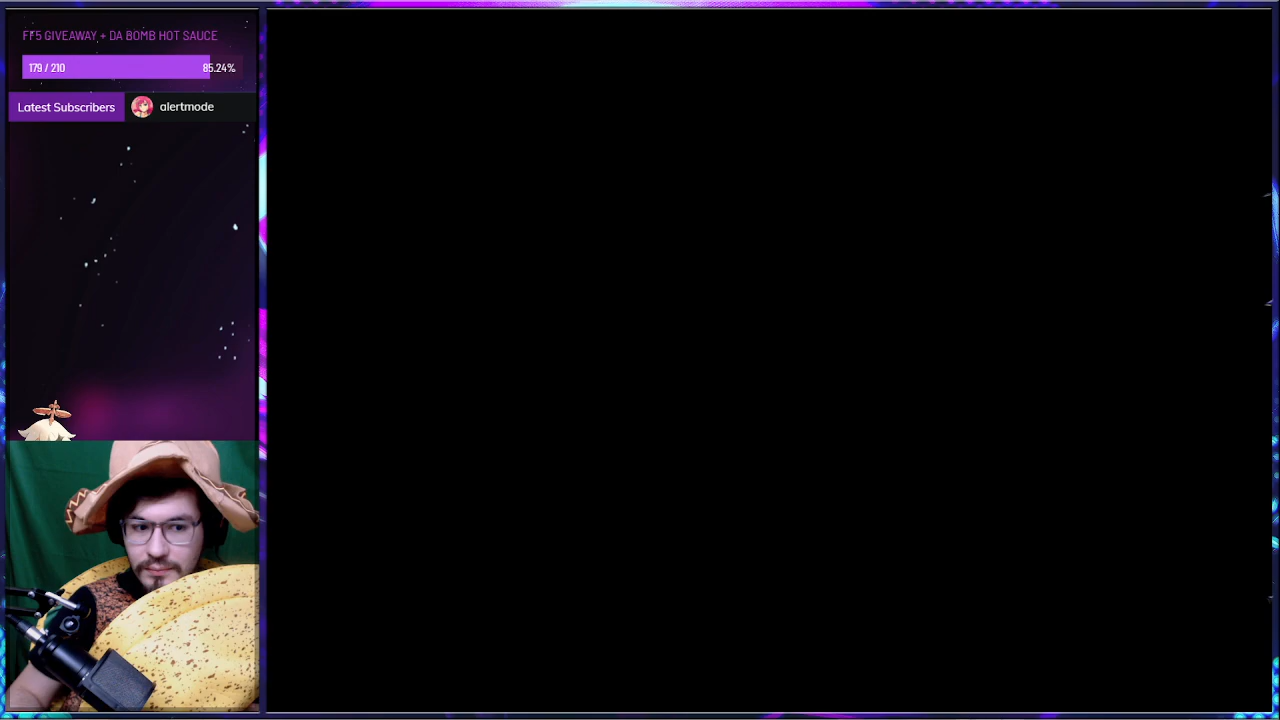 FF5 GIVEAWAY + DA BOMB HOT SAUCE
179 / 210 85.24%
Latest Subscribers alertmode